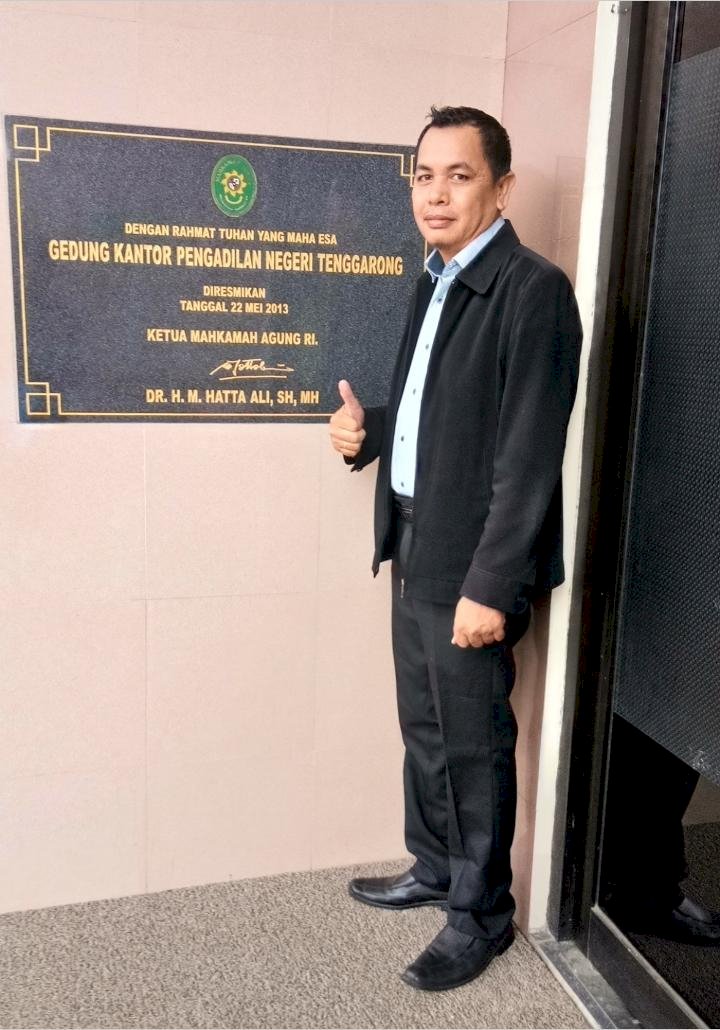 DENGAN RAHMAT TUHAN YANG MAHA ESA
GEDUNG KANTOR PENGADILAN NEGERI TENGGARONG
DIRESMIKAN
TANGGAL 22 MEI 2013
KETUA MAHKAMAH AGUNG RI.
DR. H. M. HATTA ALI, SH, MH